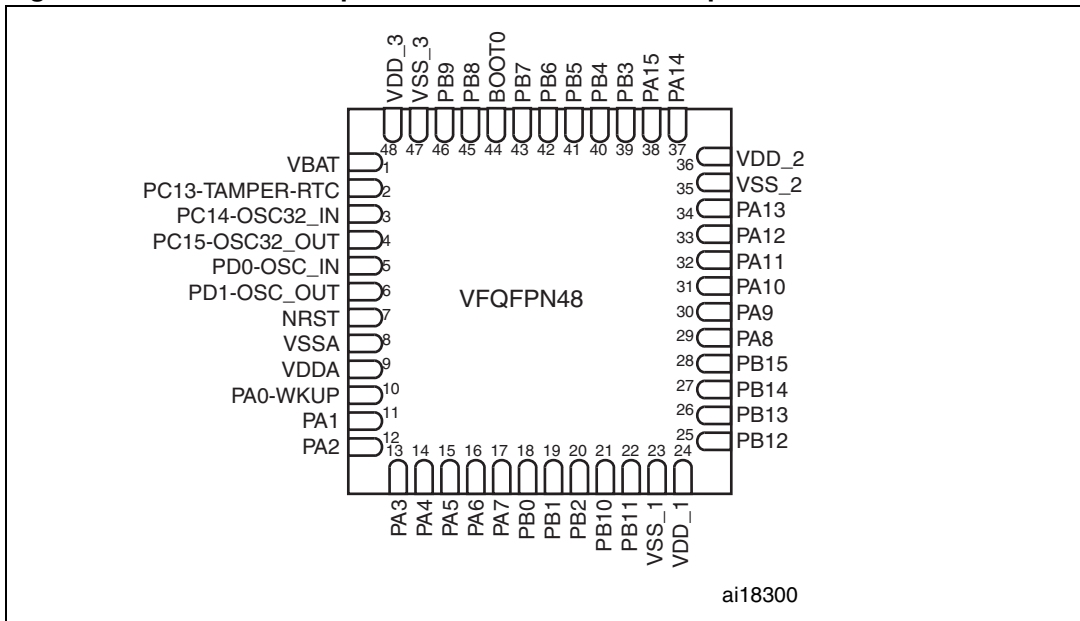 VDD_3
VSS_3
PB9
PB8
BOOT0
PB7
PB6
PB5
PB4
PB3
PA15
PA14
48 47 46 45 44 43 42 41 40 39 38 37
VBAT 1
PC13-TAMPER-RTC 2
PC14-OSC32_IN 3
PC15-OSC32_OUT 4
PD0-OSC_IN 5
PD1-OSC_OUT 6
NRST 7
VSSA 8
VDDA 9
PA0-WKUP 10
PA1 11
PA2 12
VFQFPN48
36 VDD_2
35 VSS_2
34 PA13
33 PA12
32 PA11
31 PA10
30 PA9
29 PA8
28 PB15
27 PB14
26 PB13
25 PB12
13 14 15 16 17 18 19 20 21 22 23 24
PA3
PA4
PA5
PA6
PA7
PB0
PB1
PB2
PB10
PB11
VSS_1
VDD_1
ai18300